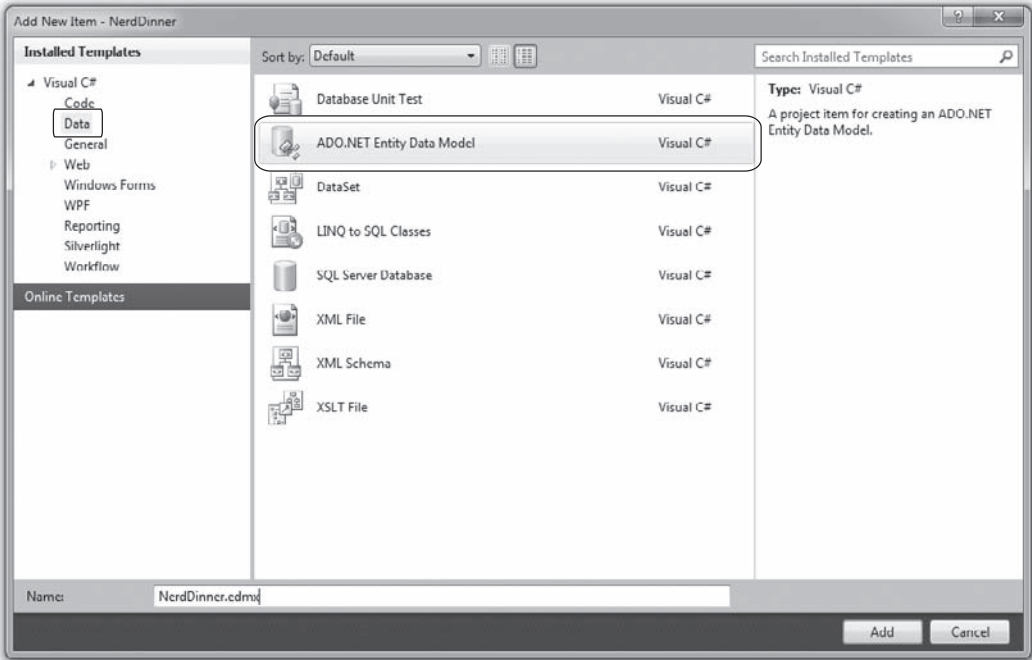 Add New Item - NerdDinner
Installed Templates
Visual C#
Code
Data
General
Web
Windows Forms
WPF
Reporting
Silverlight
Workflow
Online Templates
Sort by: Default
Database Unit Test Visual C#
ADO.NET Entity Data Model Visual C#
DataSet Visual C#
LINQ to SQL Classes Visual C#
SQL Server Database Visual C#
XML File Visual C#
XML Schema Visual C#
XSLT File Visual C#
Search Installed Templates
Type: Visual C#
A project item for creating an ADO.NET
Entity Data Model.
Name: NerdDinner.edmx
Add Cancel